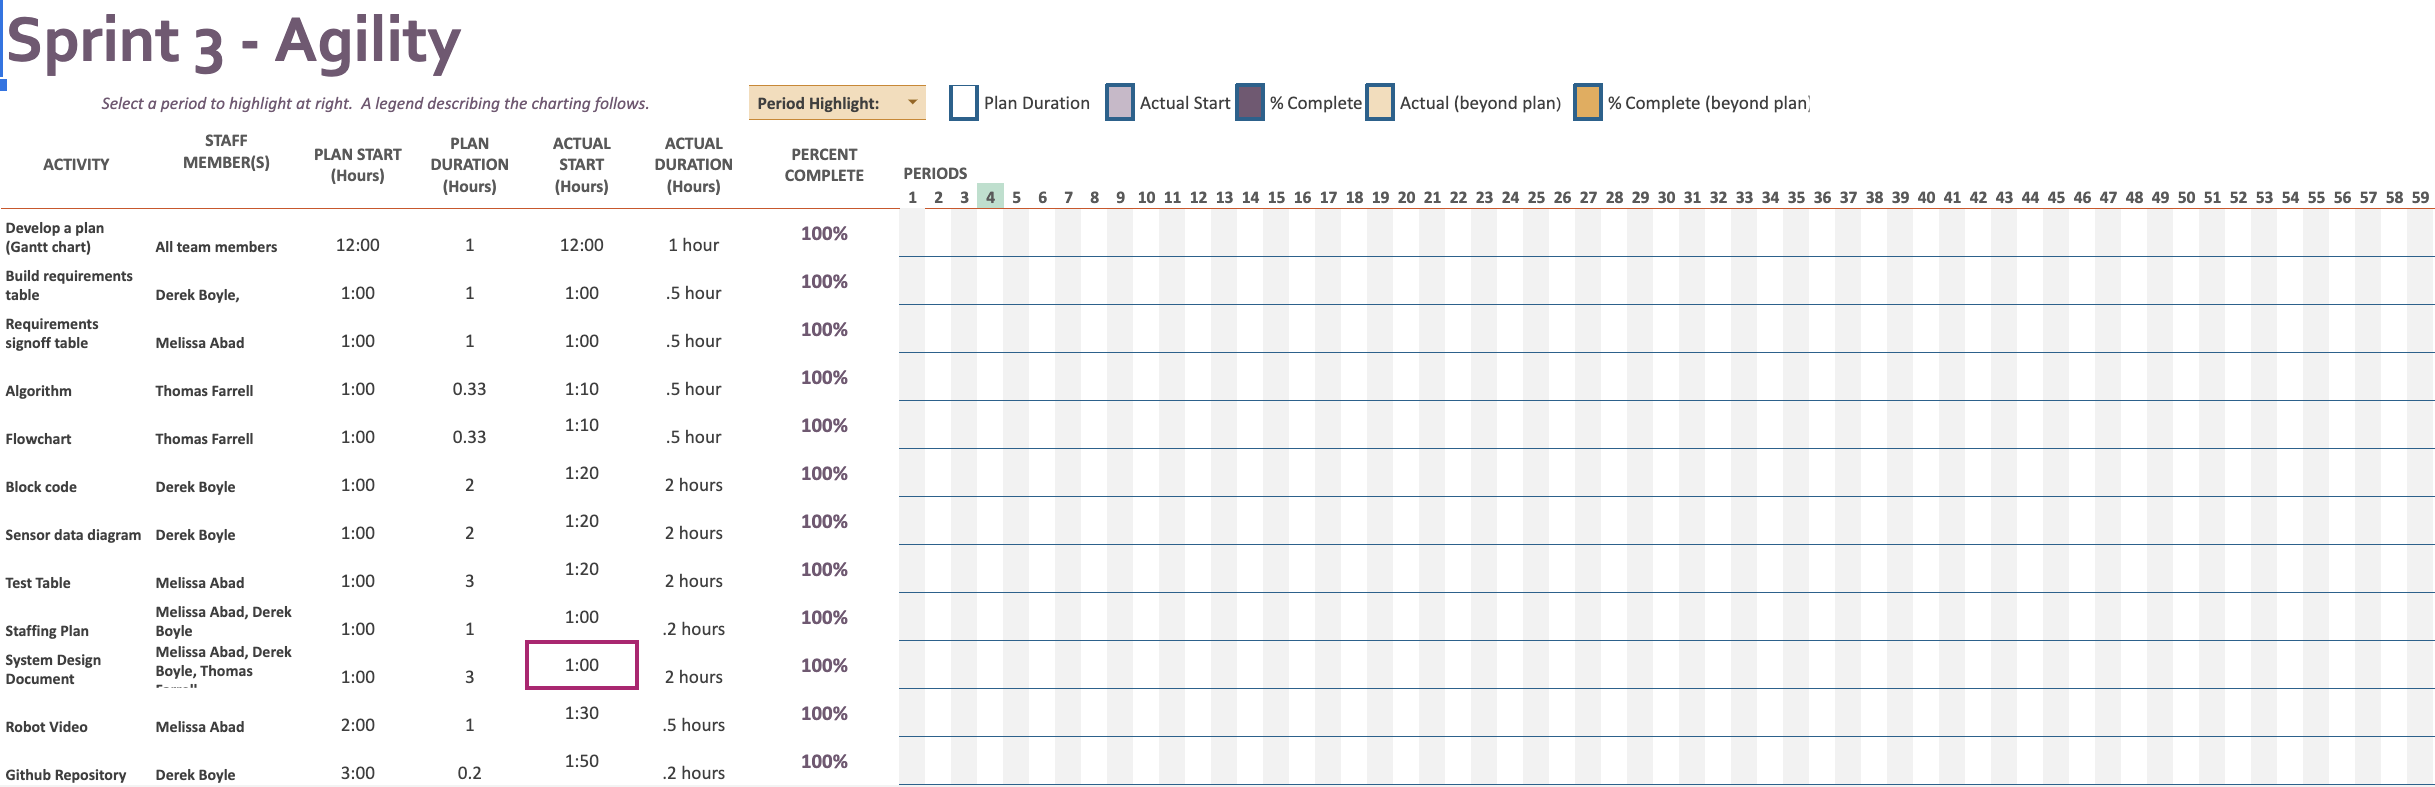 Sprint 3 - Agility
Select a period to highlight at right.  A legend describing the charting follows.
Period Highlight:
Plan Duration
Actual Start
% Complete
Actual (beyond plan)
% Complete (beyond plan)
ACTIVITY
STAFF
MEMBER(S)
PLAN START
(Hours)
PLAN
DURATION
(Hours)
ACTUAL
START
(Hours)
ACTUAL
DURATION
(Hours)
PERCENT
COMPLETE
PERIODS
1 2 3 4 5 6 7 8 9 10 11 12 13 14 15 16 17 18 19 20 21 22 23 24 25 26 27 28 29 30 31 32 33 34 35 36 37 38 39 40 41 42 43 44 45 46 47 48 49 50 51 52 53 54 55 56 57 58 59
Develop a plan
(Gantt chart)
All team members
12:00
1
12:00
1 hour
100%
Build requirements
table
Derek Boyle,
1:00
1
1:00
.5 hour
100%
Requirements
signoff table
Melissa Abad
1:00
1
1:00
.5 hour
100%
Algorithm
Thomas Farrell
1:00
0.33
1:10
.5 hour
100%
Flowchart
Thomas Farrell
1:00
0.33
1:10
.5 hour
100%
Block code
Derek Boyle
1:00
2
1:20
2 hours
100%
Sensor data diagram
Derek Boyle
1:00
2
1:20
2 hours
100%
Test Table
Melissa Abad
1:00
3
1:20
2 hours
100%
Staffing Plan
Melissa Abad, Derek
Boyle
1:00
1
1:00
.2 hours
100%
System Design
Document
Melissa Abad, Derek
Boyle, Thomas
1:00
3
1:00
2 hours
100%
Robot Video
Melissa Abad
2:00
1
1:30
.5 hours
100%
Github Repository
Derek Boyle
3:00
0.2
1:50
.2 hours
100%